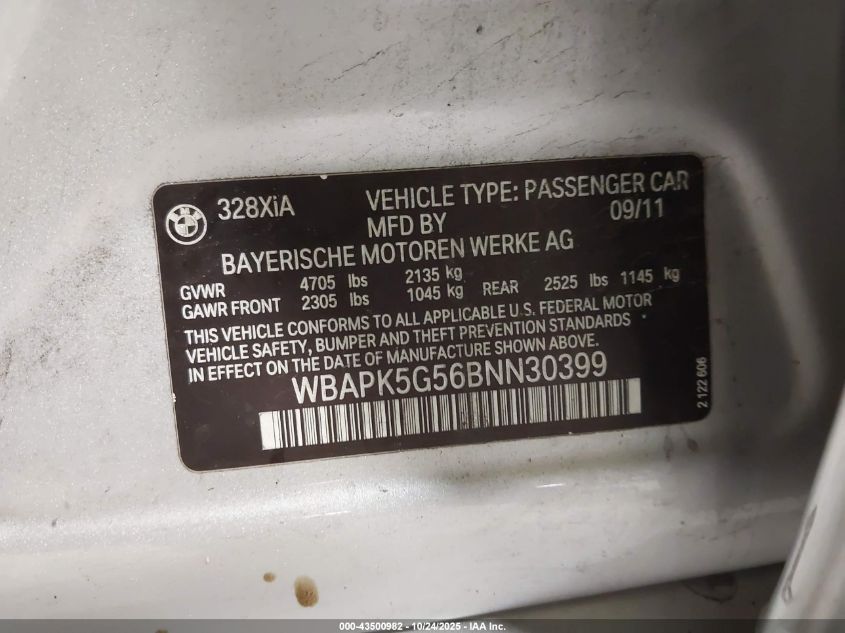 BMW
328XiA
VEHICLE TYPE: PASSENGER CAR
MFD BY 09/11
BAYERISCHE MOTOREN WERKE AG
GVWR 4705 lbs 2135 kg
GAWR FRONT 2305 lbs 1045 kg REAR 2525 lbs 1145 kg
THIS VEHICLE CONFORMS TO ALL APPLICABLE U.S. FEDERAL MOTOR
VEHICLE SAFETY, BUMPER AND THEFT PREVENTION STANDARDS
IN EFFECT ON THE DATE OF MANUFACTURE SHOWN ABOVE.
WBAPK5G56BNN30399
2 122 606
000-43500982 - 10/24/2025 - IAA Inc.